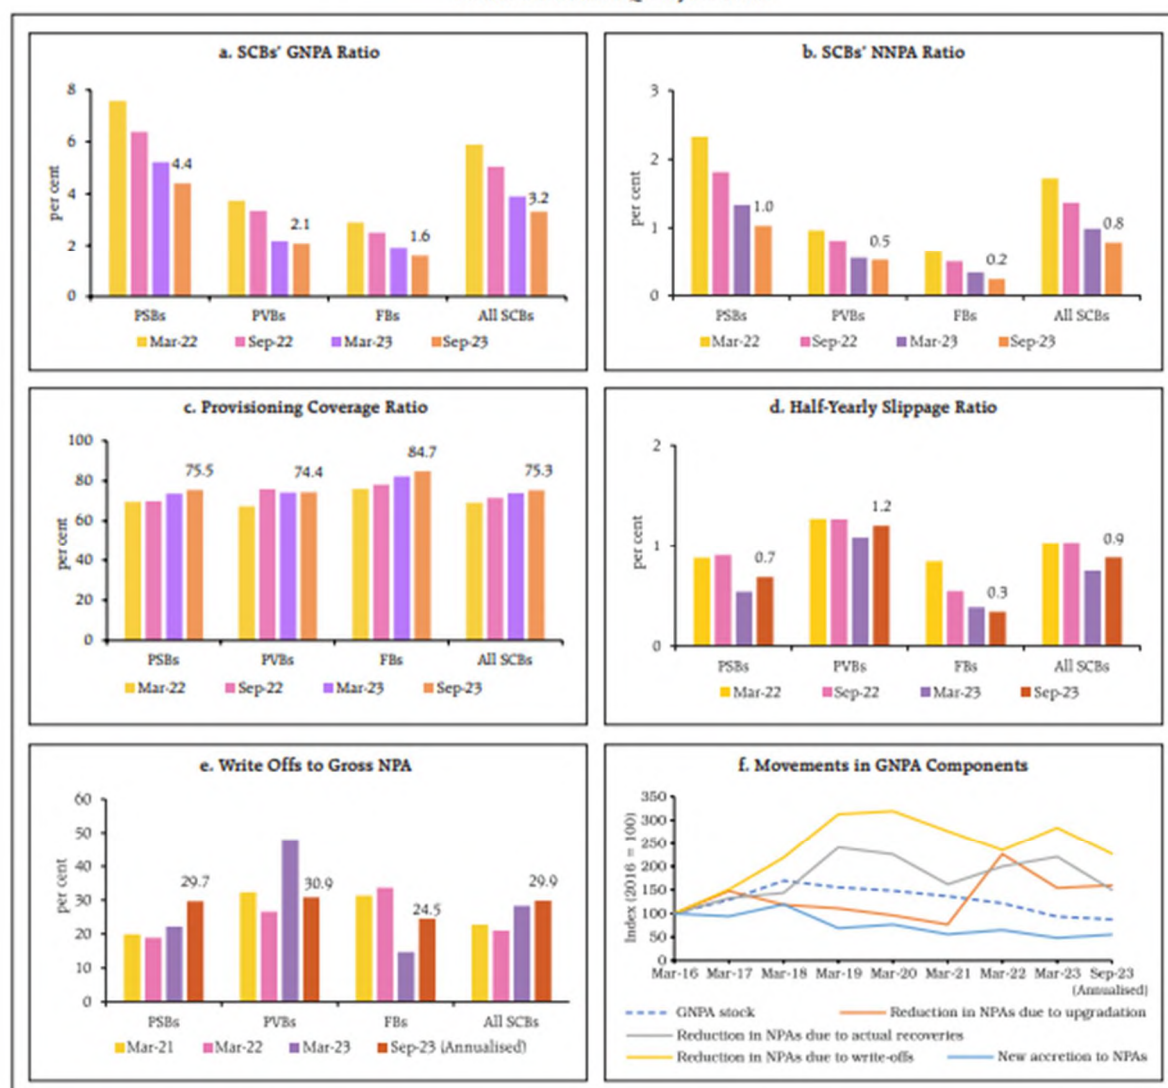 a. SCBs' GNPA Ratio
per cent
8
6
4
2
0
4.4
2.1
1.6
3.2
PSBs PVBs FBs All SCBs
Mar-22 Sep-22 Mar-23 Sep-23
b. SCBs' NNPA Ratio
per cent
3
2
1
0
1.0
0.5
0.2
0.8
PSBs PVBs FBs All SCBs
Mar-22 Sep-22 Mar-23 Sep-23
c. Provisioning Coverage Ratio
per cent
100
80
60
40
20
0
75.5
74.4
84.7
75.3
PSBs PVBs FBs All SCBs
Mar-22 Sep-22 Mar-23 Sep-23
d. Half-Yearly Slippage Ratio
per cent
2
1
0
0.7
1.2
0.3
0.9
PSBs PVBs FBs All SCBs
Mar-22 Sep-22 Mar-23 Sep-23
e. Write Offs to Gross NPA
per cent
60
50
40
30
20
10
0
29.7
30.9
24.5
29.9
PSBs PVBs FBs All SCBs
Mar-21 Mar-22 Mar-23 Sep-23 (Annualised)
f. Movements in GNPA Components
Index (2016 = 100)
350
300
250
200
150
100
50
0
Mar-16 Mar-17 Mar-18 Mar-19 Mar-20 Mar-21 Mar-22 Mar-23 Sep-23
(Annualised)
GNPA stock Reduction in NPAs due to upgradation
Reduction in NPAs due to actual recoveries
Reduction in NPAs due to write-offs New accretion to NPAs